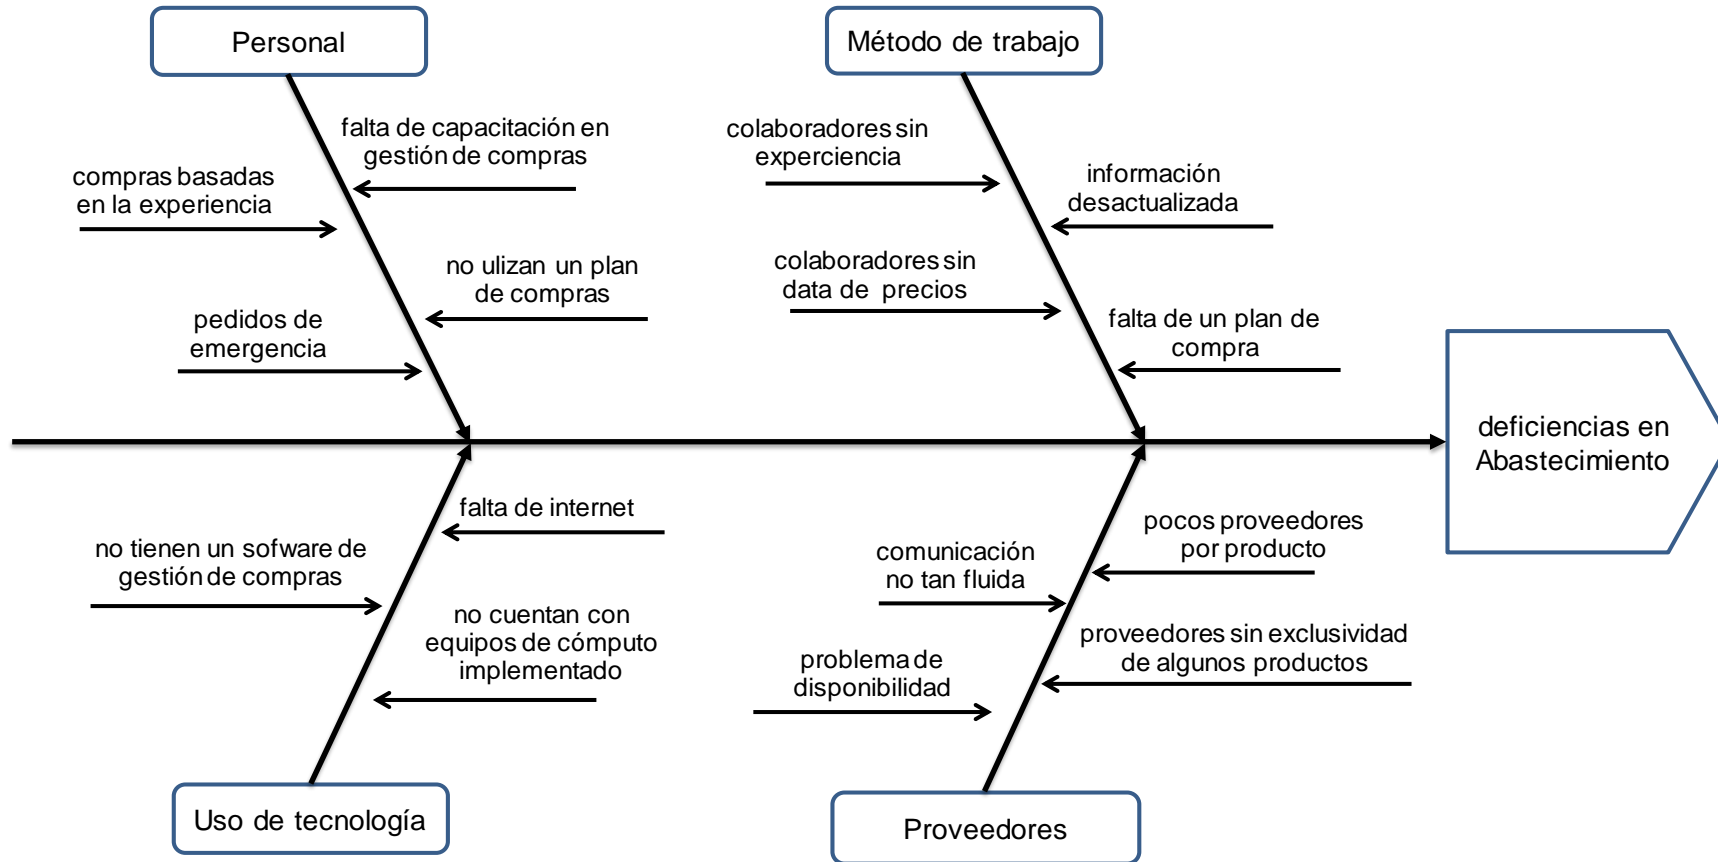 Personal
Método de trabajo
falta de capacitación en
gestión de compras
compras basadas
en la experiencia
no ulizan un plan
de compras
pedidos de
emergencia
colaboradores sin
experciencia
información
desactualizada
colaboradores sin
data de precios
falta de un plan de
compra
deficiencias en
Abastecimiento
falta de internet
no tienen un sofware de
gestión de compras
no cuentan con
equipos de cómputo
implementado
pocos proveedores
por producto
comunicación
no tan fluida
proveedores sin exclusividad
de algunos productos
problema de
disponibilidad
Uso de tecnología
Proveedores